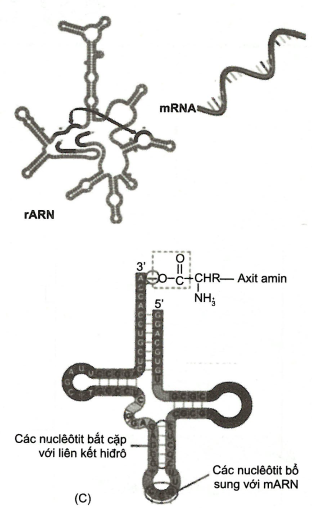 mRNA
rARN
3'
O
O–C–CHR– Axit amin
NH₃
5'
Các nuclêôtit bắt cặp
với liên kết hiđrô
Các nuclêôtit bổ
sung với mARN
(C)